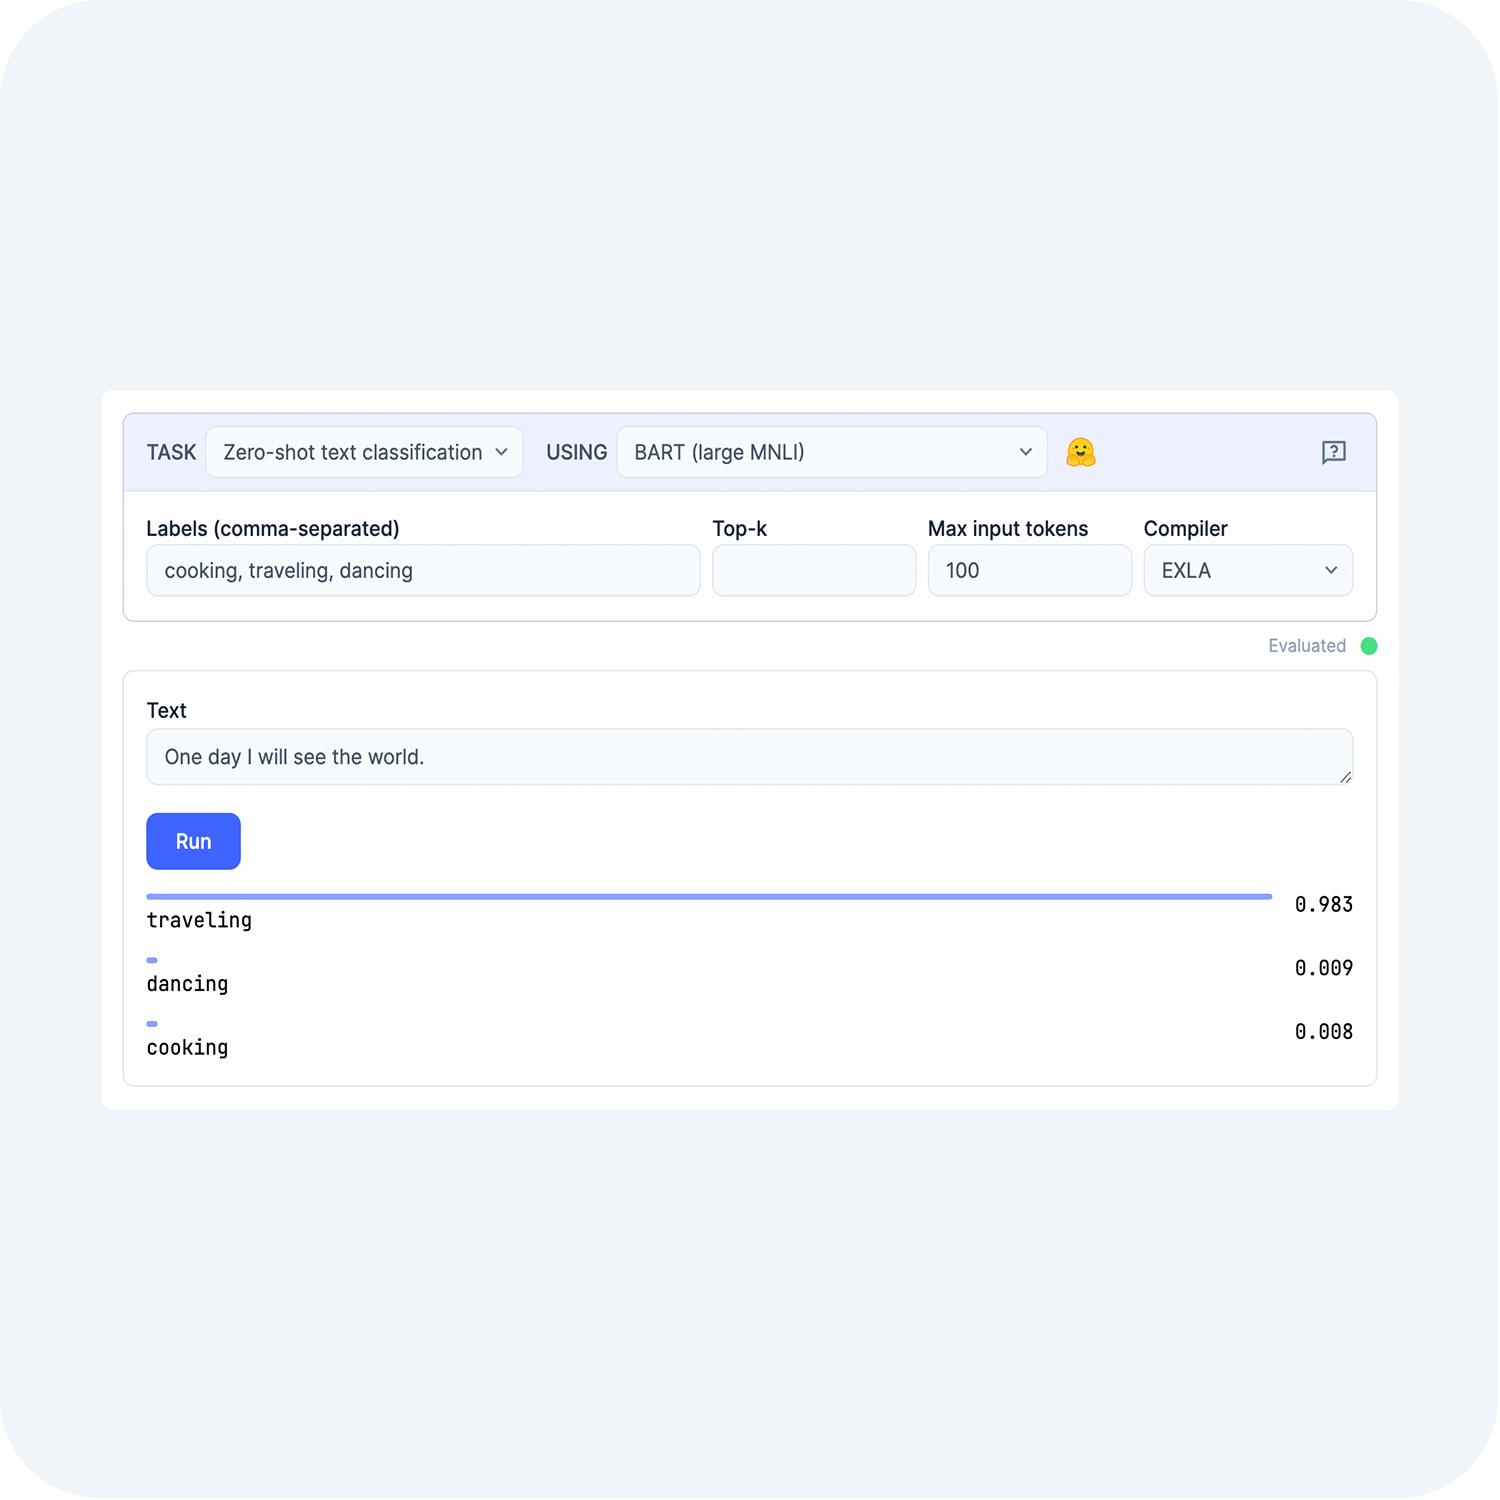 TASK Zero-shot text classification USING BART (large MNLI)
Labels (comma-separated) Top-k Max input tokens Compiler
cooking, traveling, dancing 100 EXLA
Evaluated
Text
One day I will see the world.
Run
traveling 0.983
dancing 0.009
cooking 0.008